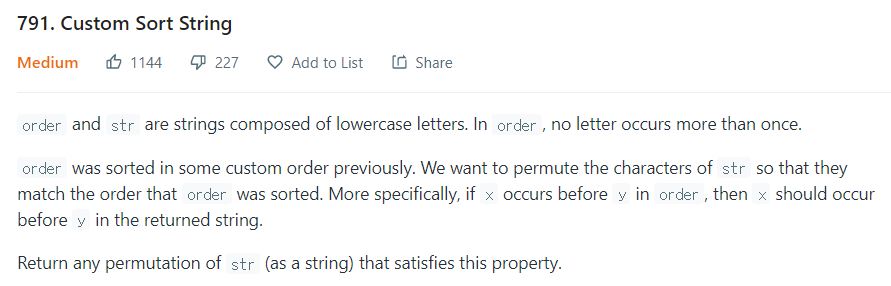 791. Custom Sort String
Medium 1144 227 Add to List Share
order and str are strings composed of lowercase letters. In order , no letter occurs more than once.
order was sorted in some custom order previously. We want to permute the characters of str so that they
match the order that order was sorted. More specifically, if x occurs before y in order , then x should occur
before y in the returned string.
Return any permutation of str (as a string) that satisfies this property.